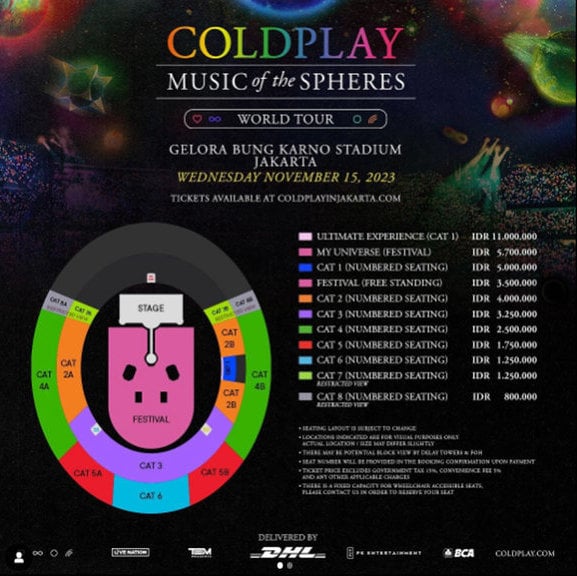 COLDPLAY
MUSIC of the SPHERES
WORLD TOUR
GELORA BUNG KARNO STADIUM
JAKARTA
WEDNESDAY NOVEMBER 15, 2023
TICKETS AVAILABLE AT COLDPLAYINJAKARTA.COM
ULTIMATE EXPERIENCE (CAT 1) IDR 11.000.000
MY UNIVERSE (FESTIVAL) IDR 5.700.000
CAT 1 (NUMBERED SEATING) IDR 5.000.000
FESTIVAL (FREE STANDING) IDR 3.500.000
CAT 2 (NUMBERED SEATING) IDR 4.000.000
CAT 3 (NUMBERED SEATING) IDR 3.250.000
CAT 4 (NUMBERED SEATING) IDR 2.500.000
CAT 5 (NUMBERED SEATING) IDR 1.750.000
CAT 6 (NUMBERED SEATING) IDR 1.250.000
CAT 7 (NUMBERED SEATING) IDR 1.250.000
RESTRICTED VIEW
CAT 8 (NUMBERED SEATING) IDR 800.000
RESTRICTED VIEW
STAGE
FESTIVAL
CAT 8A
CAT 7B
CAT 8B
CAT 2A
CAT 2B
CAT 2B
CAT 4A
CAT 4B
CAT 3
CAT 5A
CAT 5B
CAT 6
• SEATING LAYOUT IS SUBJECT TO CHANGE
• LOCATIONS INDICATED ARE FOR VISUAL PURPOSES ONLY
ACTUAL LOCATION / SIZE MAY DIFFER SLIGHTLY
• THERE MAY BE POTENTIAL BLOCK VIEW BY DELAY TOWERS & FOH
• SEAT NUMBER WILL BE PROVIDED IN THE BOOKING CONFIRMATION UPON PAYMENT
• TICKET PRICE EXCLUDES GOVERNMENT TAX 15%, CONVENIENCE FEE 5%
AND ANY OTHER APPLICABLE CHARGES
• THERE IS A FIXED CAPACITY FOR WHEELCHAIR ACCESSIBLE SEATS,
PLEASE CONTACT US IN ORDER TO RESERVE YOUR SEAT
DELIVERED BY
LIVE NATION
TEM
DHL
PK ENTERTAINMENT
BCA
COLDPLAY.COM